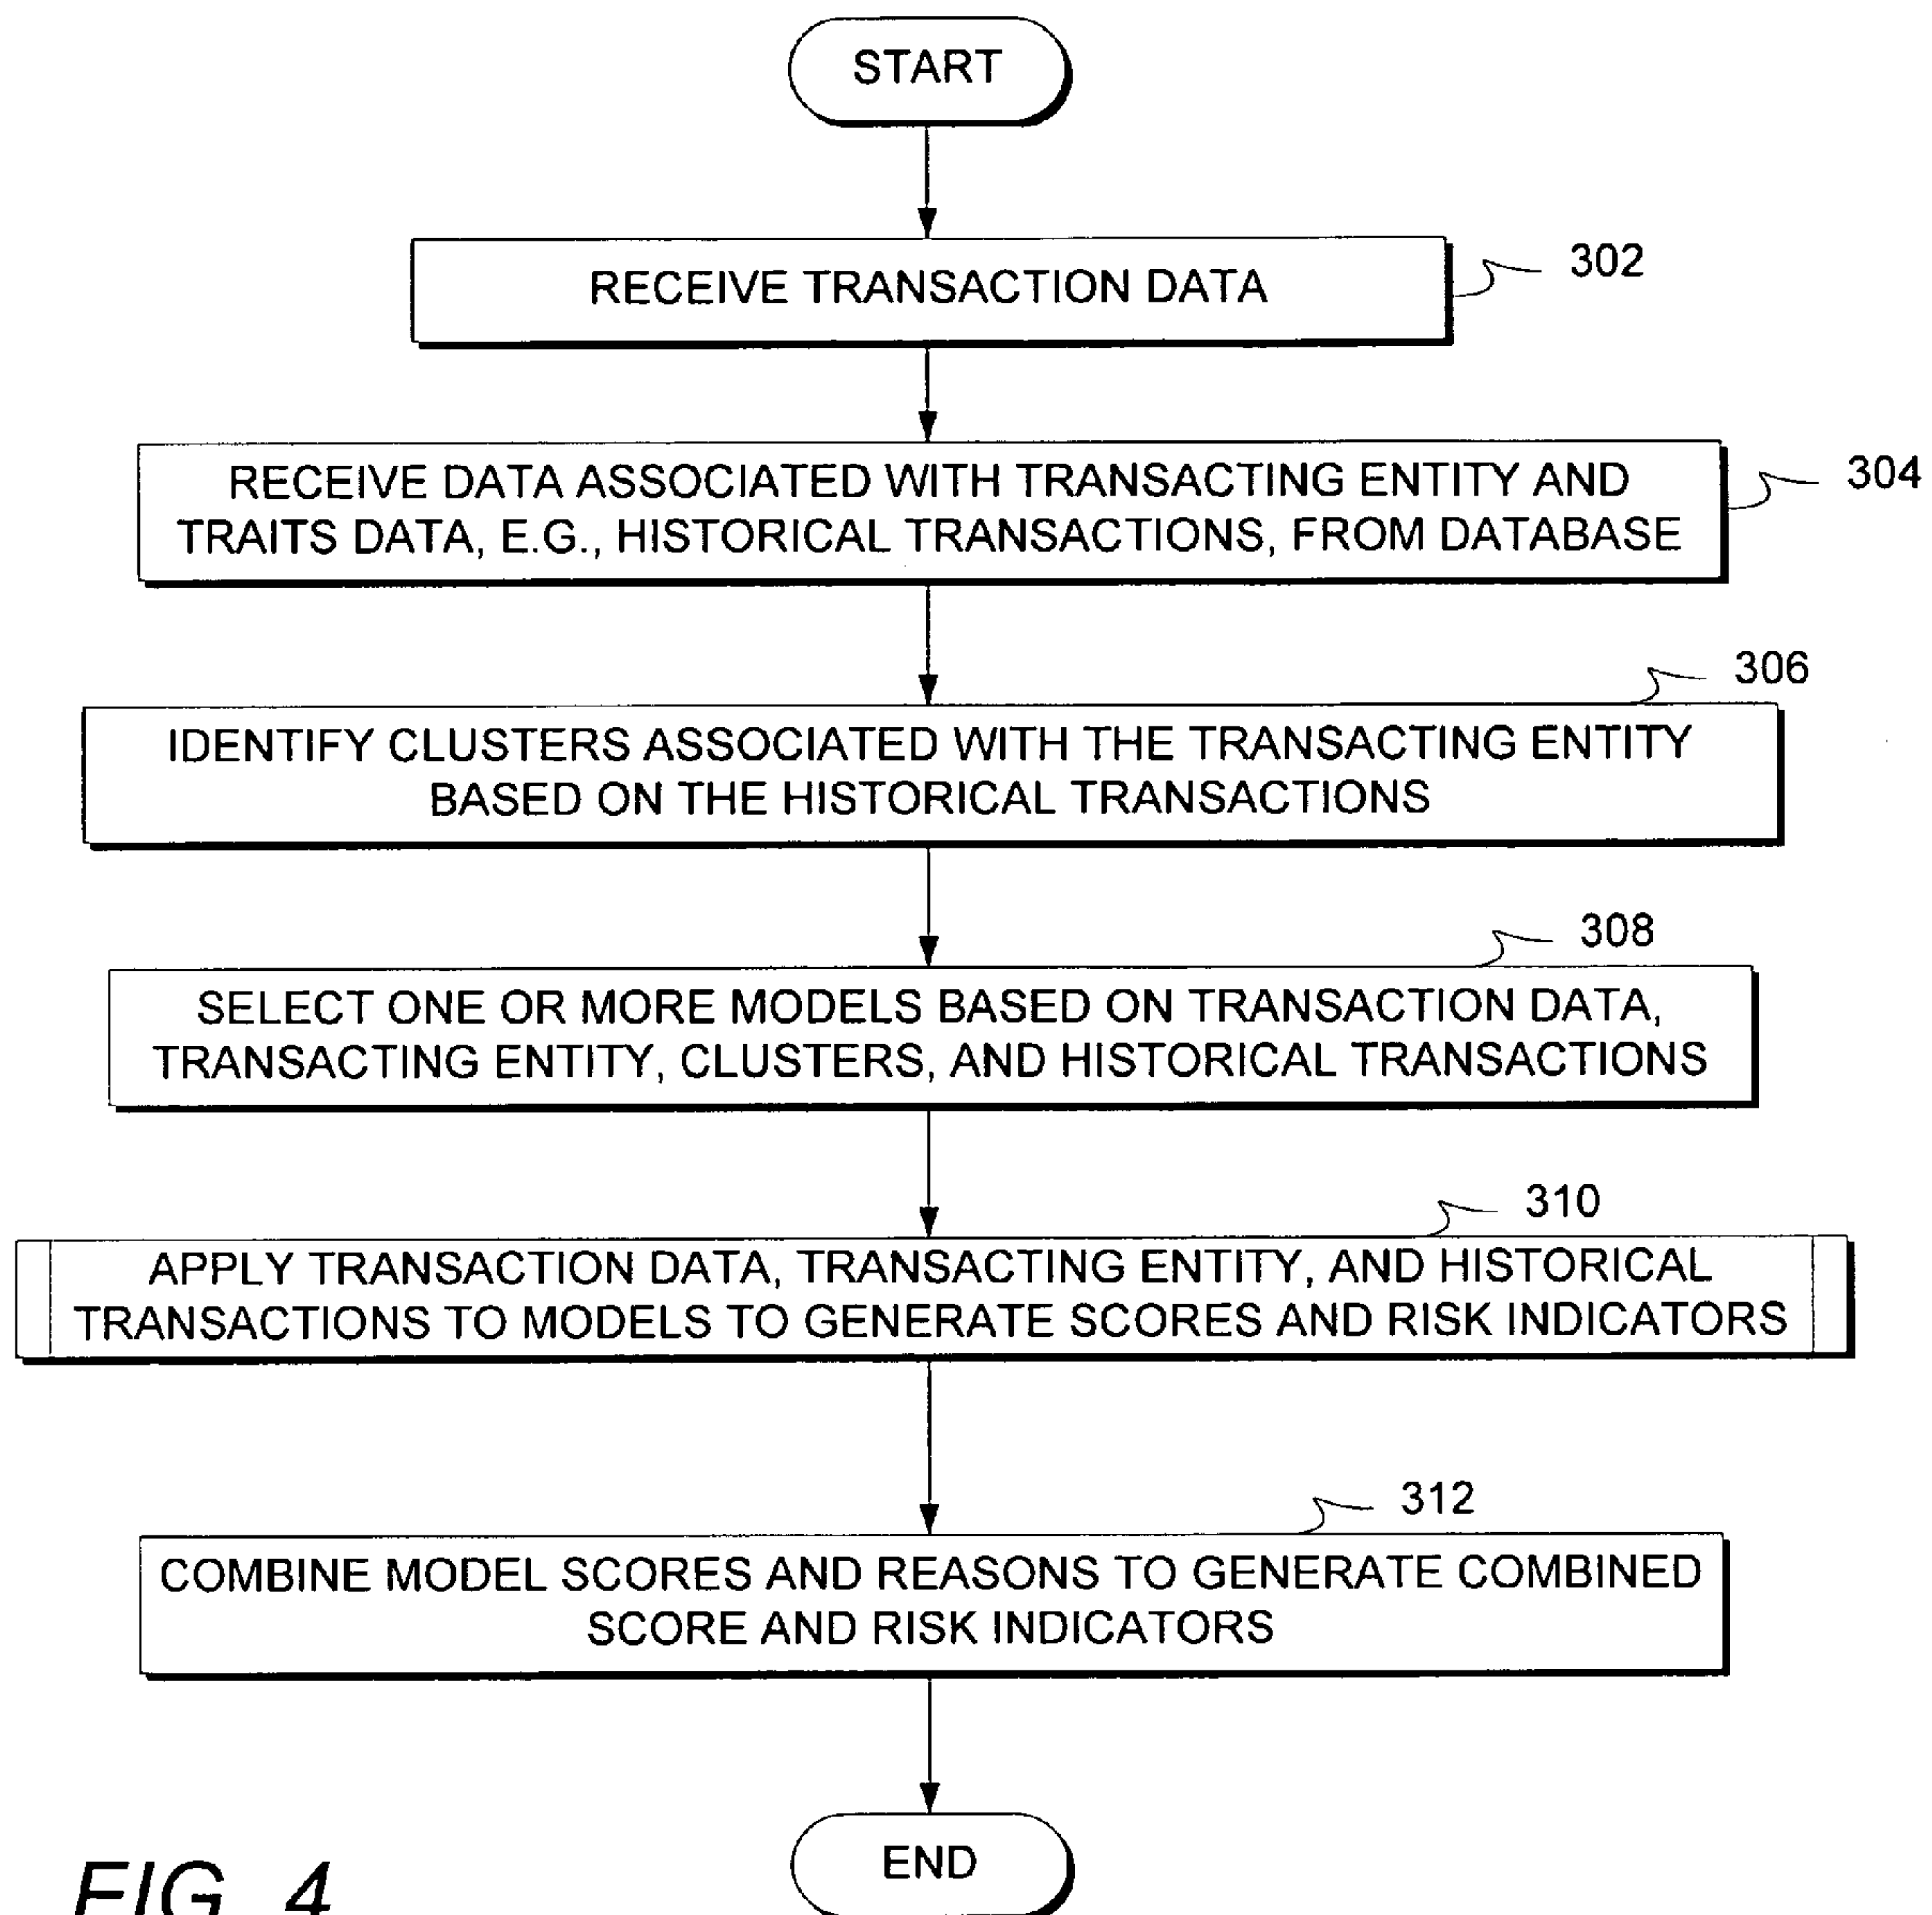 START
RECEIVE TRANSACTION DATA
302
RECEIVE DATA ASSOCIATED WITH TRANSACTING ENTITY AND
TRAITS DATA, E.G., HISTORICAL TRANSACTIONS, FROM DATABASE
304
306
IDENTIFY CLUSTERS ASSOCIATED WITH THE TRANSACTING ENTITY
BASED ON THE HISTORICAL TRANSACTIONS
308
SELECT ONE OR MORE MODELS BASED ON TRANSACTION DATA,
TRANSACTING ENTITY, CLUSTERS, AND HISTORICAL TRANSACTIONS
310
APPLY TRANSACTION DATA, TRANSACTING ENTITY, AND HISTORICAL
TRANSACTIONS TO MODELS TO GENERATE SCORES AND RISK INDICATORS
312
COMBINE MODEL SCORES AND REASONS TO GENERATE COMBINED
SCORE AND RISK INDICATORS
END
FIG. 4